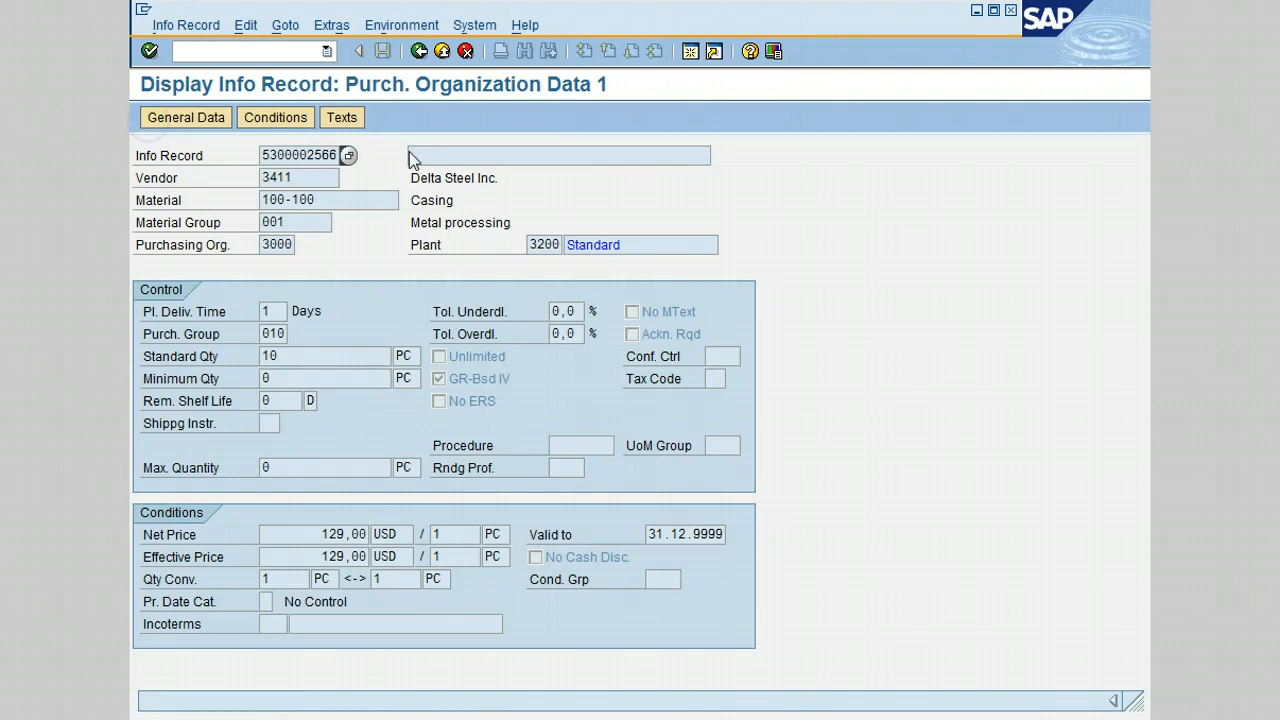 Info Record Edit Goto Extras Environment System Help
SAP
Display Info Record: Purch. Organization Data 1
General Data Conditions Texts
Info Record 5300002566
Vendor 3411 Delta Steel Inc.
Material 100-100 Casing
Material Group 001 Metal processing
Purchasing Org. 3000 Plant 3200 Standard
Control
Pl. Deliv. Time 1 Days Tol. Underdl. 0,0 % No MText
Purch. Group 010 Tol. Overdl. 0,0 % Ackn. Rqd
Standard Qty 10 PC Unlimited Conf. Ctrl
Minimum Qty 0 PC GR-Bsd IV Tax Code
Rem. Shelf Life 0 D No ERS
Shippg Instr.
Procedure UoM Group
Max. Quantity 0 PC Rndg Prof.
Conditions
Net Price 129,00 USD / 1 PC Valid to 31.12.9999
Effective Price 129,00 USD / 1 PC No Cash Disc.
Qty Conv. 1 PC <-> 1 PC Cond. Grp
Pr. Date Cat. No Control
Incoterms